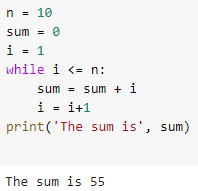 n = 10
sum = 0
i = 1
while i <= n:
    sum = sum + i
    i = i+1
print('The sum is', sum)
The sum is 55